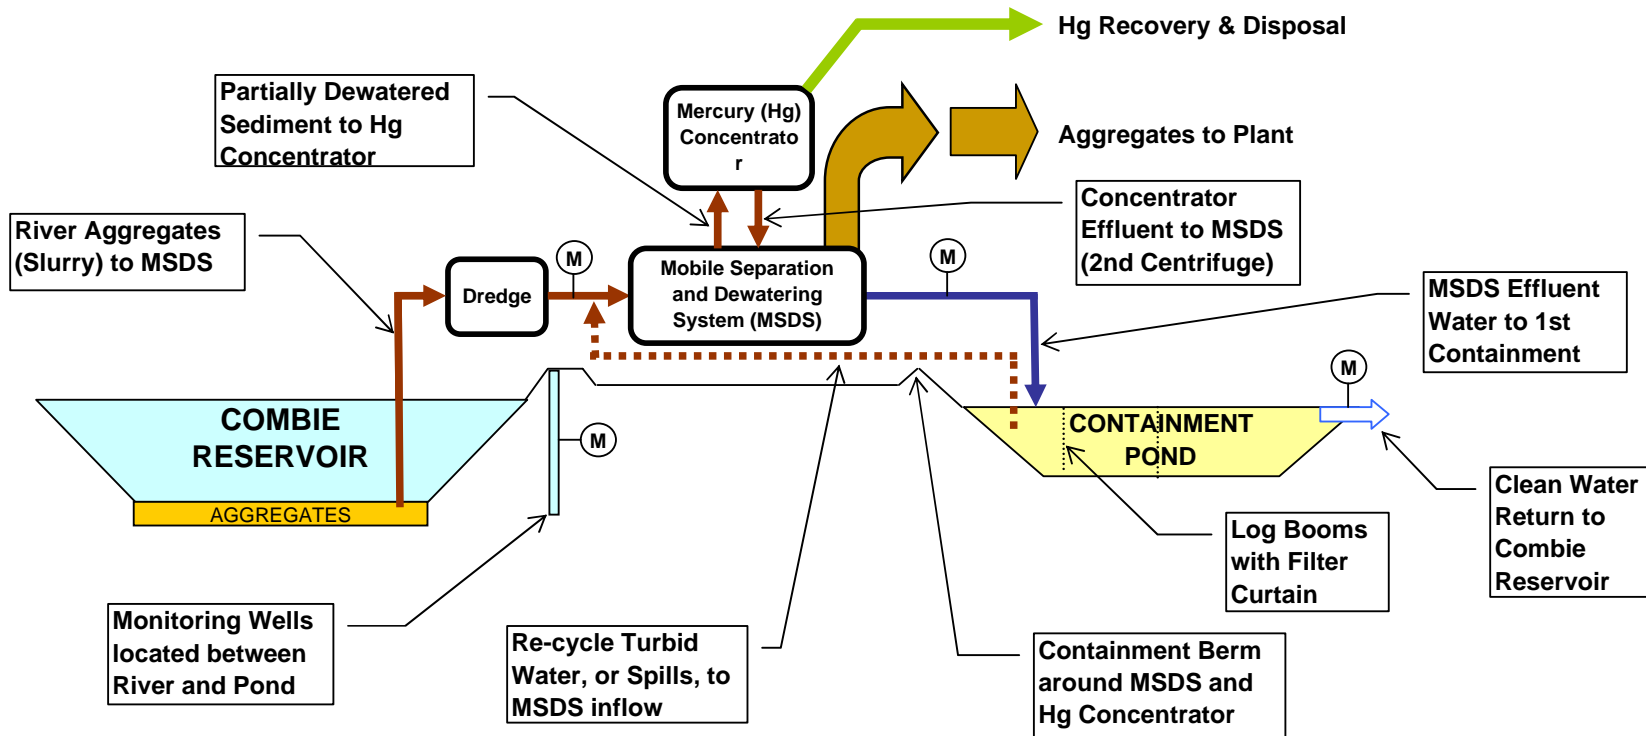 Hg Recovery & Disposal
Partially Dewatered
Sediment to Hg
Concentrator
Mercury (Hg)
Concentrato
r
Aggregates to Plant
River Aggregates
(Slurry) to MSDS
Concentrator
Effluent to MSDS
(2nd Centrifuge)
M
Dredge
Mobile Separation
and Dewatering
System (MSDS)
M
MSDS Effluent
Water to 1st
Containment
M
COMBIE
RESERVOIR
M
CONTAINMENT
POND
AGGREGATES
Clean Water
Return to
Combie
Reservoir
Log Booms
with Filter
Curtain
Monitoring Wells
located between
River and Pond
Re-cycle Turbid
Water, or Spills, to
MSDS inflow
Containment Berm
around MSDS and
Hg Concentrator